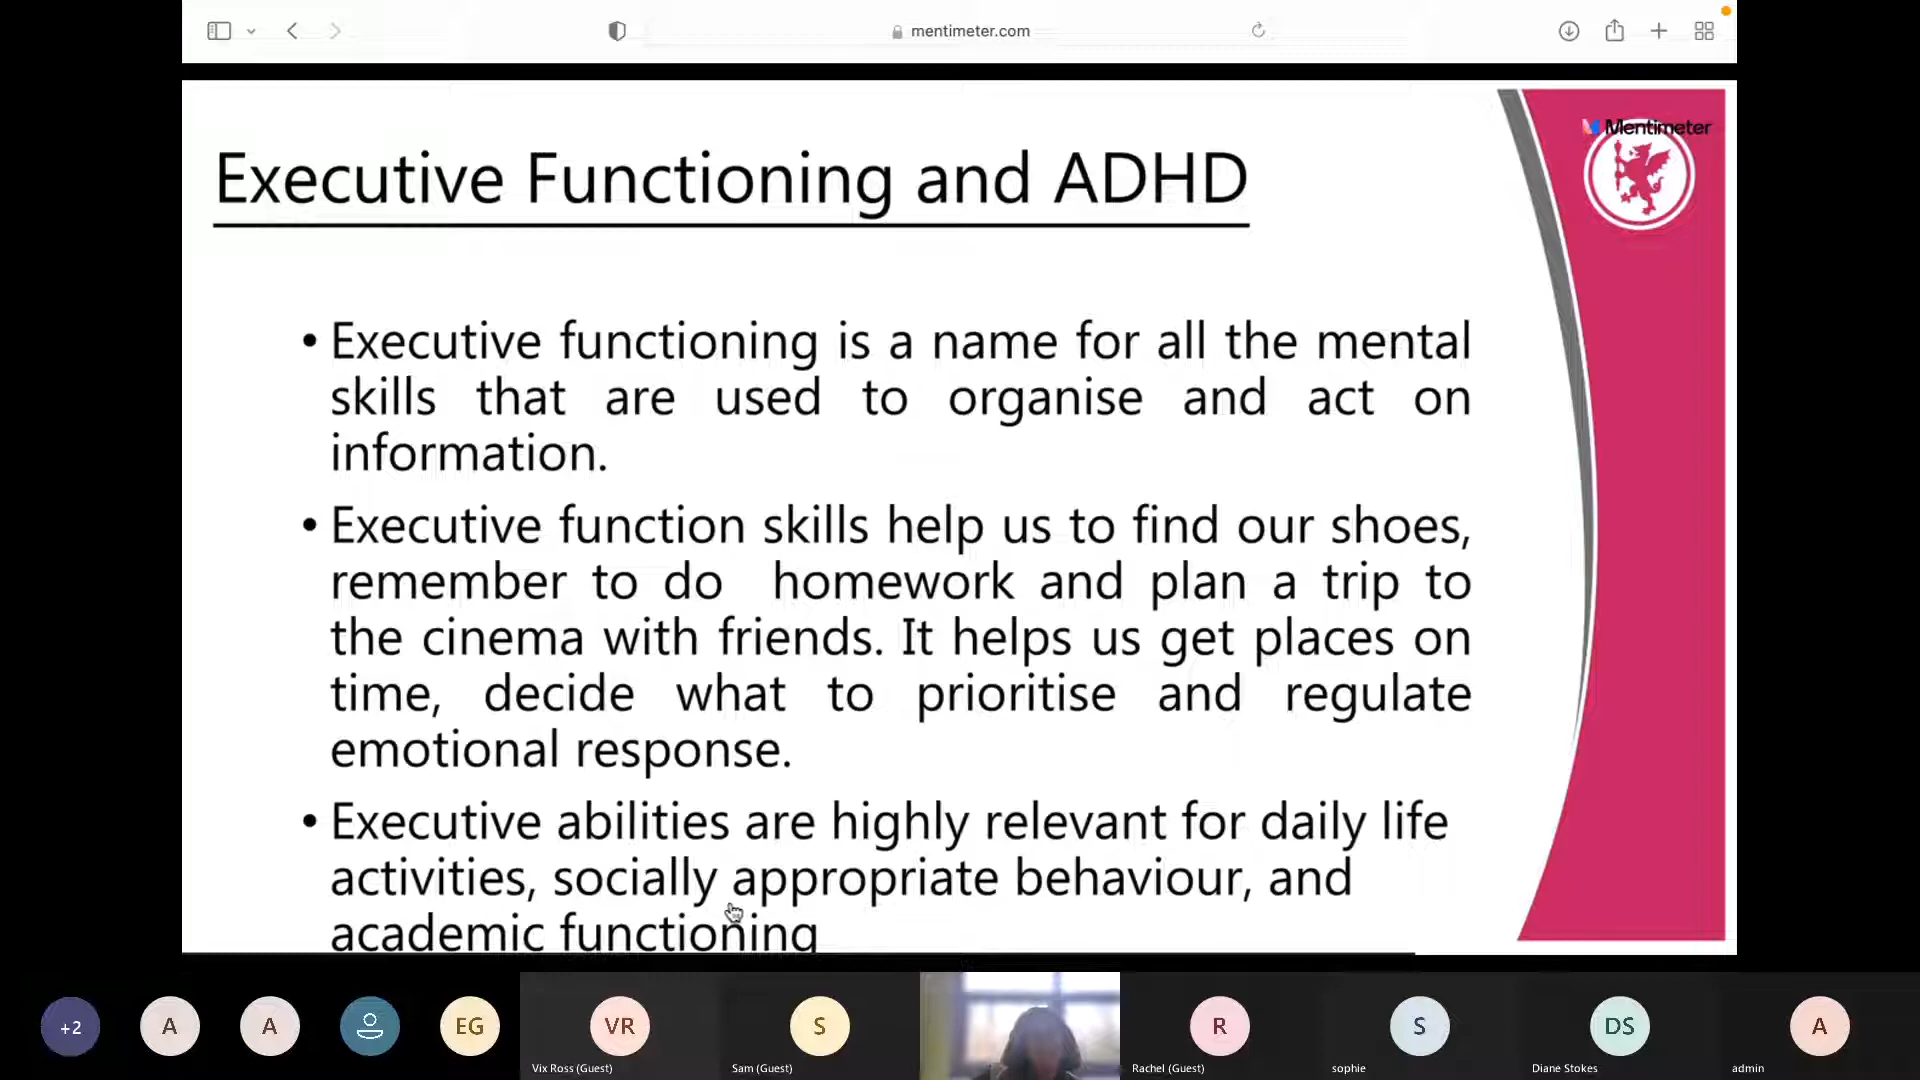 mentimeter.com
Mentimeter
Executive Functioning and ADHD
• Executive functioning is a name for all the mental
skills that are used to organise and act on
information.
• Executive function skills help us to find our shoes,
remember to do homework and plan a trip to
the cinema with friends. It helps us get places on
time, decide what to prioritise and regulate
emotional response.
• Executive abilities are highly relevant for daily life
activities, socially appropriate behaviour, and
academic functioning
+2
A
A
EG
VR
S
R
S
DS
A
Vix Ross (Guest)
Sam (Guest)
Rachel (Guest)
sophie
Diane Stokes
admin